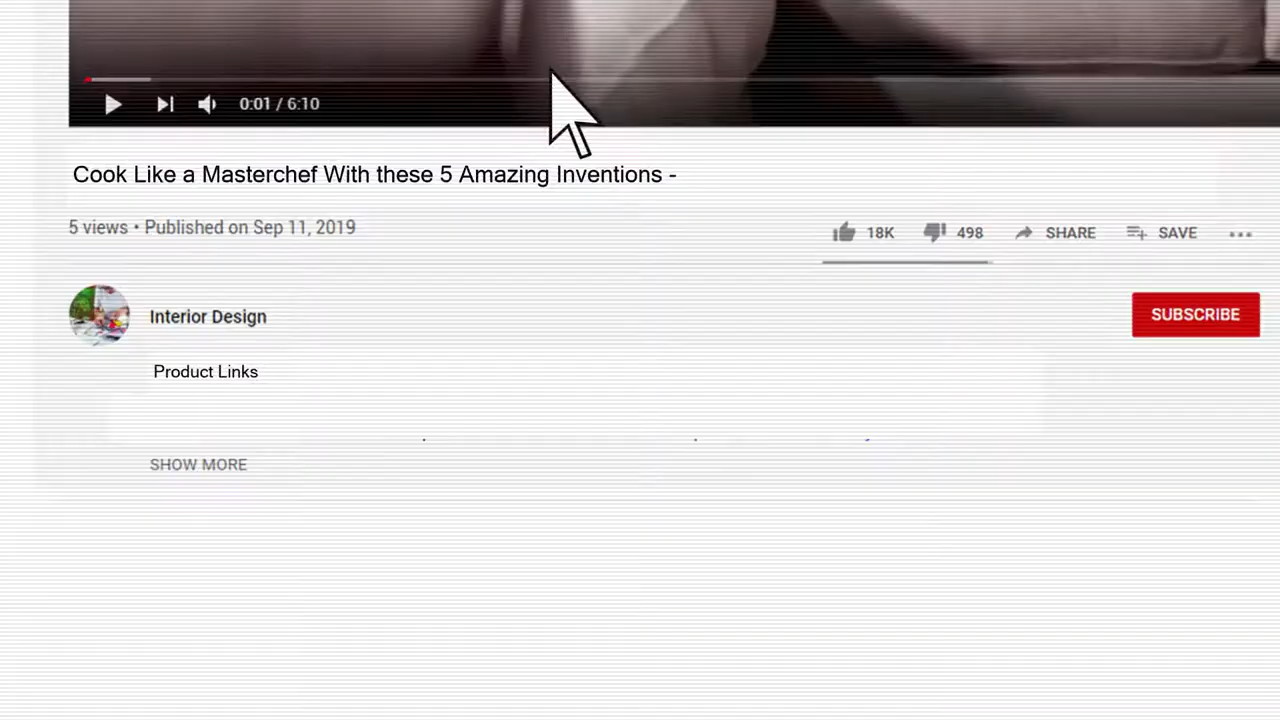 0:01 / 6:10
Cook Like a Masterchef With these 5 Amazing Inventions -
5 views • Published on Sep 11, 2019
18K 498 SHARE SAVE
Interior Design
SUBSCRIBE
Product Links
SHOW MORE